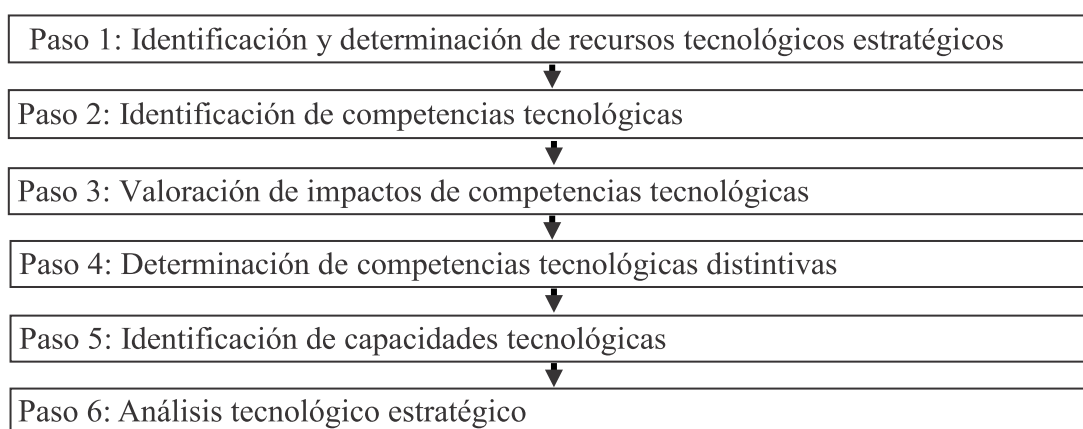 Paso 1: Identificación y determinación de recursos tecnológicos estratégicos
Paso 2: Identificación de competencias tecnológicas
Paso 3: Valoración de impactos de competencias tecnológicas
Paso 4: Determinación de competencias tecnológicas distintivas
Paso 5: Identificación de capacidades tecnológicas
Paso 6: Análisis tecnológico estratégico